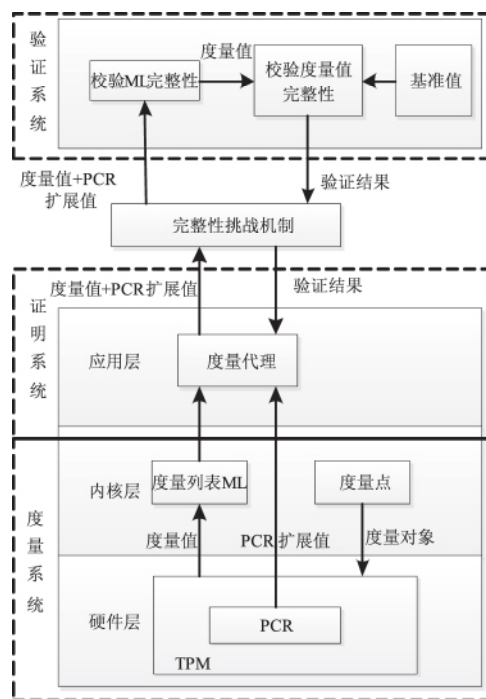 验证系统
度量值
校验ML完整性
校验度量值
完整性
基准值
度量值+PCR
扩展值
验证结果
完整性挑战机制
度量值+PCR扩展值
验证结果
证明系统
应用层
度量代理
度量系统
内核层
度量列表ML
度量点
度量值
PCR扩展值
度量对象
硬件层
PCR
TPM